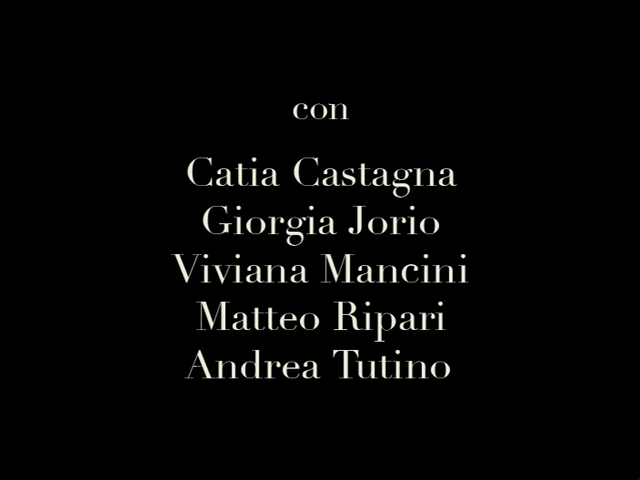 con
Catia Castagna
Giorgia Jorio
Viviana Mancini
Matteo Ripari
Andrea Tutino